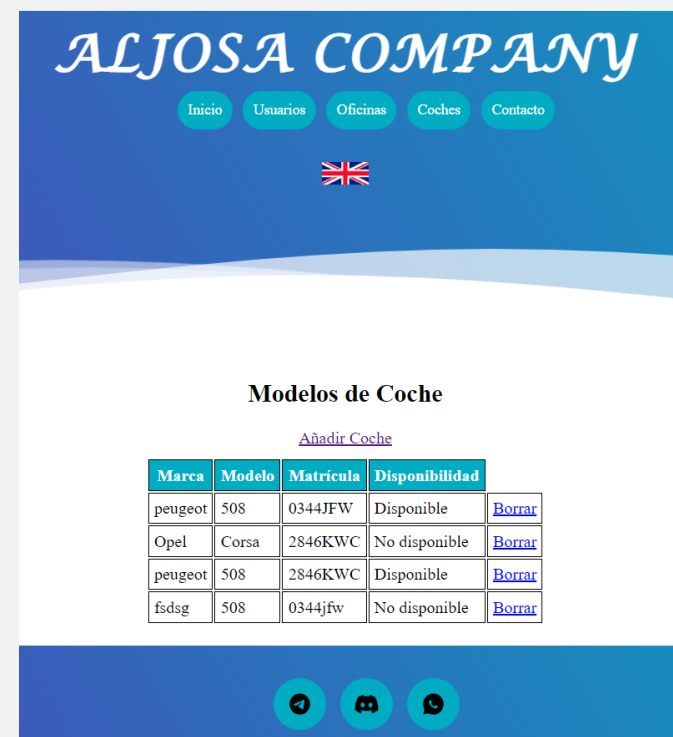 ALJOSA COMPANY
Inicio Usuarios Oficinas Coches Contacto
Modelos de Coche
Añadir Coche
Marca Modelo Matrícula Disponibilidad
peugeot 508 0344JFW Disponible Borrar
Opel Corsa 2846KWC No disponible Borrar
peugeot 508 2846KWC Disponible Borrar
fsdsg 508 0344jfw No disponible Borrar